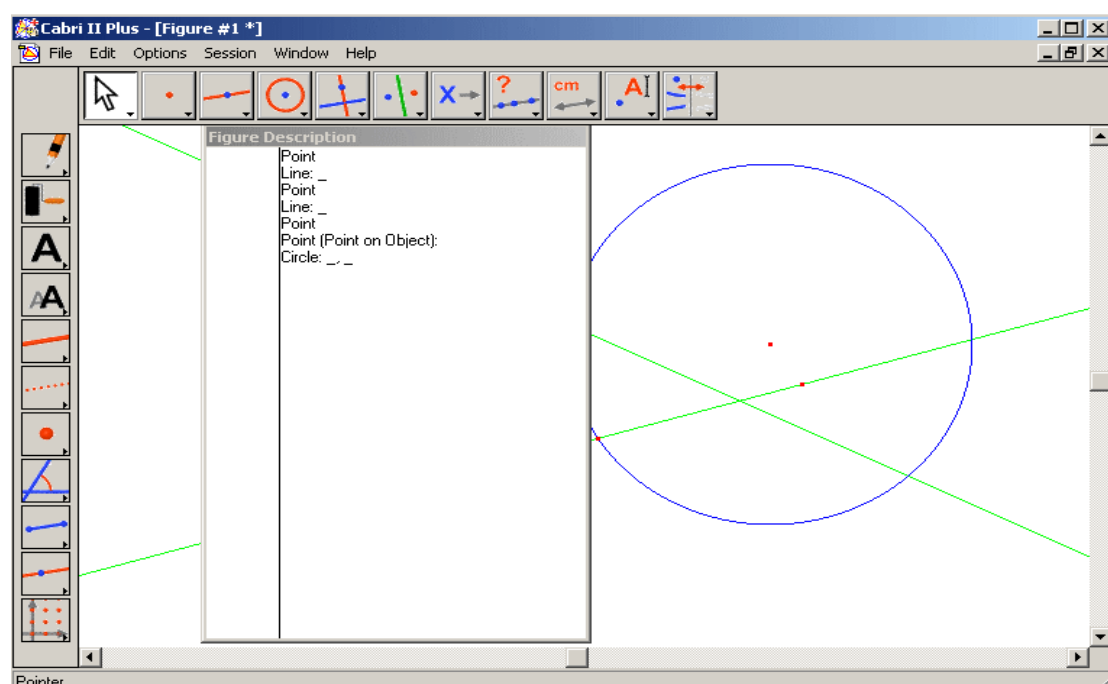 Cabri II Plus - [Figure #1 *]
File Edit Options Session Window Help
X ? cm A
Figure Description
Point
Line: _
Point
Line: _
Point
Point (Point on Object):
Circle: _, _
A
AA
Pointer